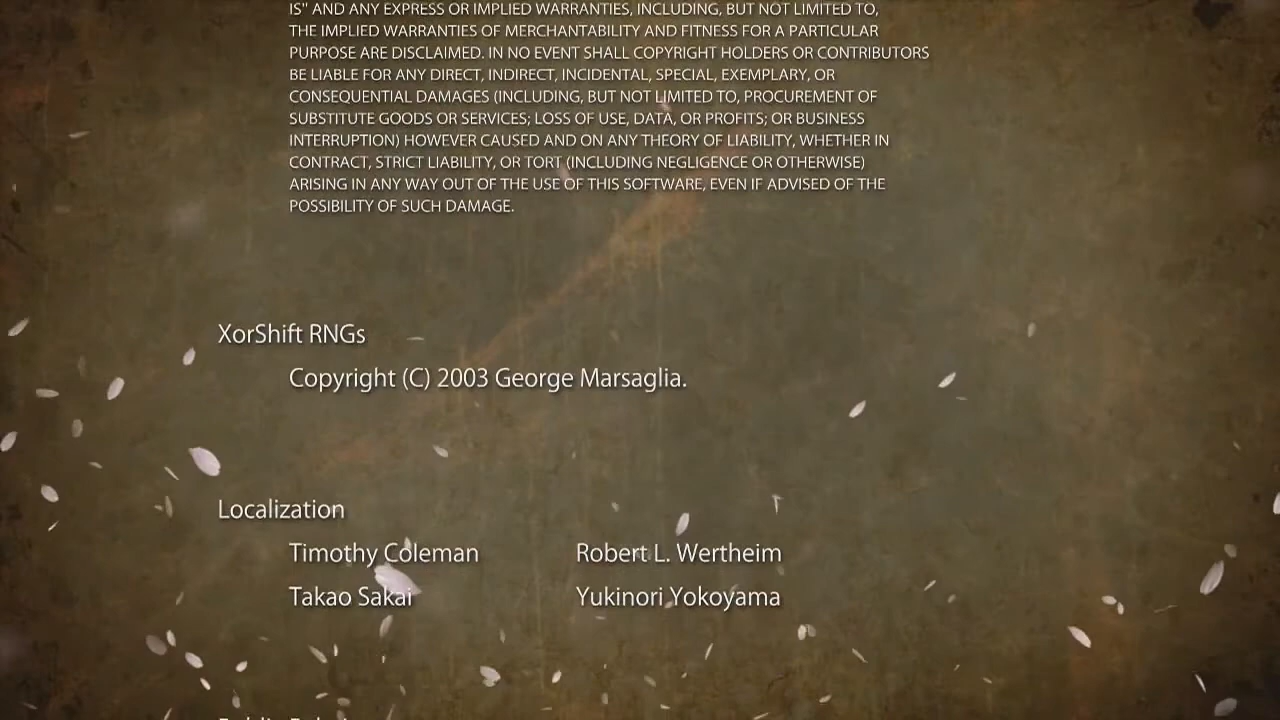 IS" AND ANY EXPRESS OR IMPLIED WARRANTIES, INCLUDING, BUT NOT LIMITED TO,
THE IMPLIED WARRANTIES OF MERCHANTABILITY AND FITNESS FOR A PARTICULAR
PURPOSE ARE DISCLAIMED. IN NO EVENT SHALL COPYRIGHT HOLDERS OR CONTRIBUTORS
BE LIABLE FOR ANY DIRECT, INDIRECT, INCIDENTAL, SPECIAL, EXEMPLARY, OR
CONSEQUENTIAL DAMAGES (INCLUDING, BUT NOT LIMITED TO, PROCUREMENT OF
SUBSTITUTE GOODS OR SERVICES; LOSS OF USE, DATA, OR PROFITS; OR BUSINESS
INTERRUPTION) HOWEVER CAUSED AND ON ANY THEORY OF LIABILITY, WHETHER IN
CONTRACT, STRICT LIABILITY, OR TORT (INCLUDING NEGLIGENCE OR OTHERWISE)
ARISING IN ANY WAY OUT OF THE USE OF THIS SOFTWARE, EVEN IF ADVISED OF THE
POSSIBILITY OF SUCH DAMAGE.
XorShift RNGs
Copyright (C) 2003 George Marsaglia.
Localization
Timothy Coleman Robert L. Wertheim
Takao Sakai Yukinori Yokoyama